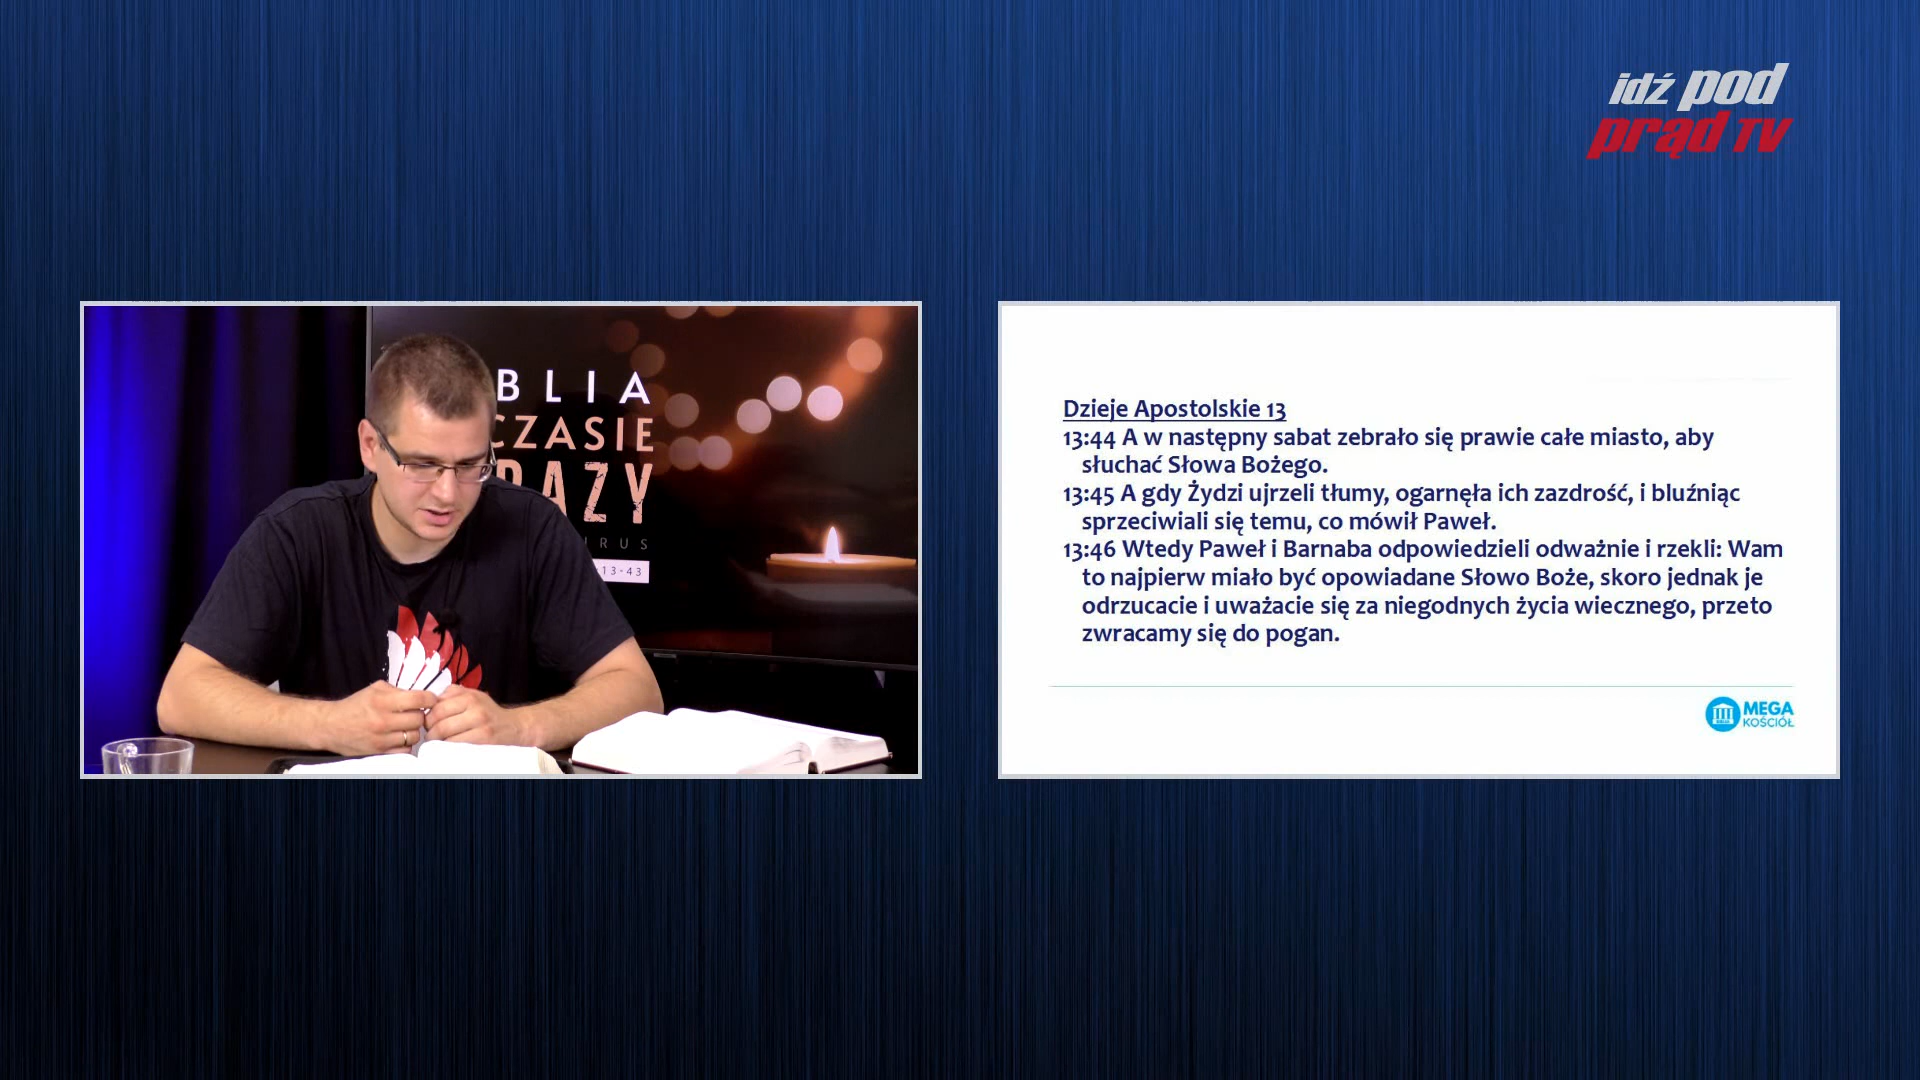 idź pod
prąd TV
BLIA
CZASIE
RAZY
IRUS
13-43
Dzieje Apostolskie 13
13:44 A w następny sabat zebrało się prawie całe miasto, aby
słuchać Słowa Bożego.
13:45 A gdy Żydzi ujrzeli tłumy, ogarnęła ich zazdrość, i bluźniąc
sprzeciwiali się temu, co mówił Paweł.
13:46 Wtedy Paweł i Barnaba odpowiedzieli odważnie i rzekli: Wam
to najpierw miało być opowiadane Słowo Boże, skoro jednak je
odrzucacie i uważacie się za niegodnych życia wiecznego, przeto
zwracamy się do pogan.
MEGA
KOŚCIÓŁ